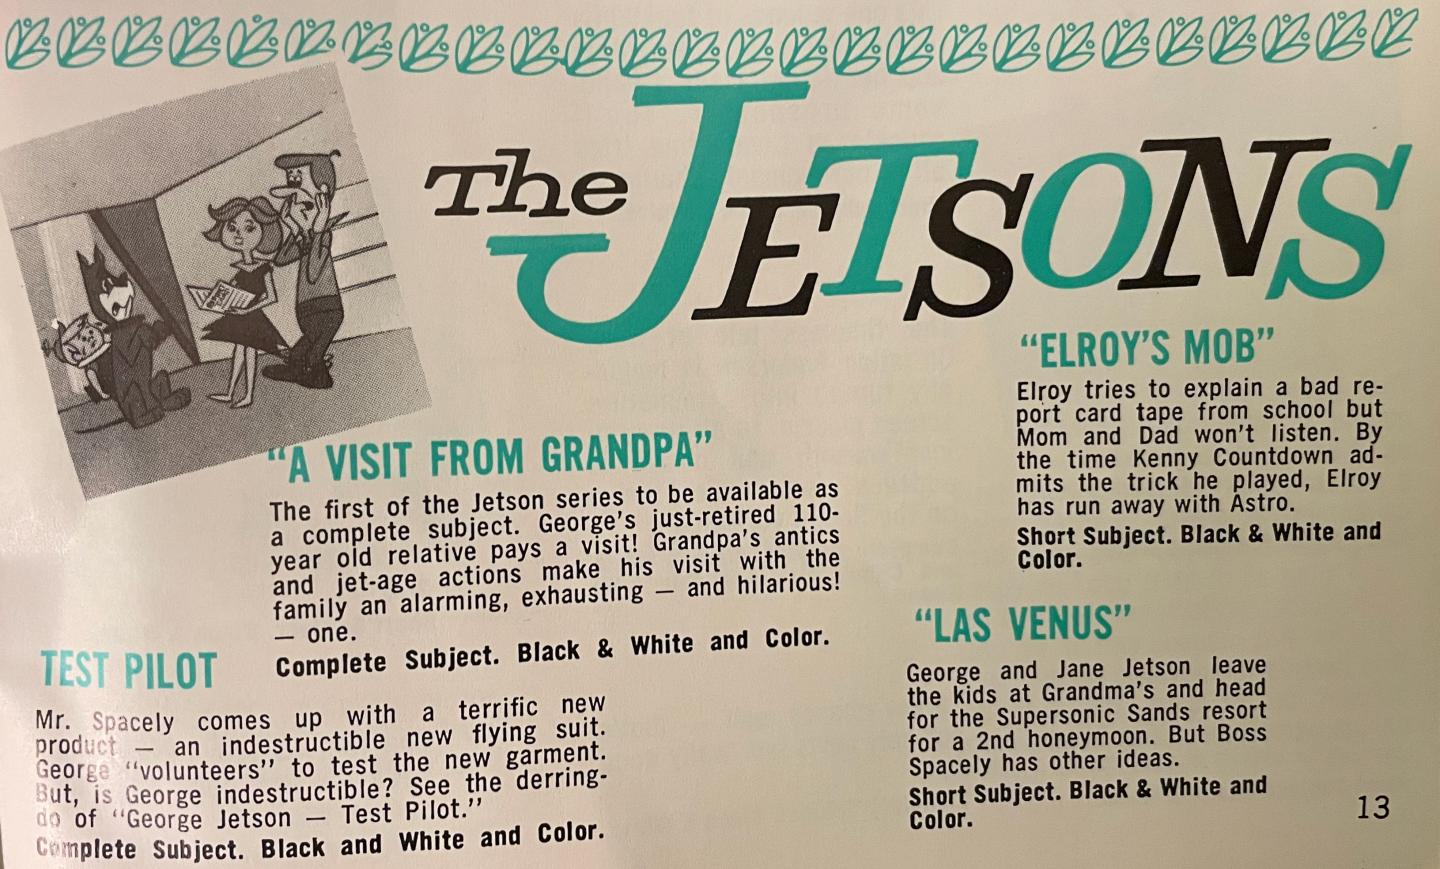 The JETSONS
"A VISIT FROM GRANDPA"
The first of the Jetson series to be available as
a complete subject. George's just-retired 110-
year old relative pays a visit! Grandpa's antics
and jet-age actions make his visit with the
family an alarming, exhausting — and hilarious!
— one.
Complete Subject. Black & White and Color.
TEST PILOT
Mr. Spacely comes up with a terrific new
product — an indestructible new flying suit.
George "volunteers" to test the new garment.
But, is George indestructible? See the derring-
do of "George Jetson — Test Pilot."
Complete Subject. Black and White and Color.
"ELROY'S MOB"
Elroy tries to explain a bad re-
port card tape from school but
Mom and Dad won't listen. By
the time Kenny Countdown ad-
mits the trick he played, Elroy
has run away with Astro.
Short Subject. Black & White and
Color.
"LAS VENUS"
George and Jane Jetson leave
the kids at Grandma's and head
for the Supersonic Sands resort
for a 2nd honeymoon. But Boss
Spacely has other ideas.
Short Subject. Black & White and
Color.
13